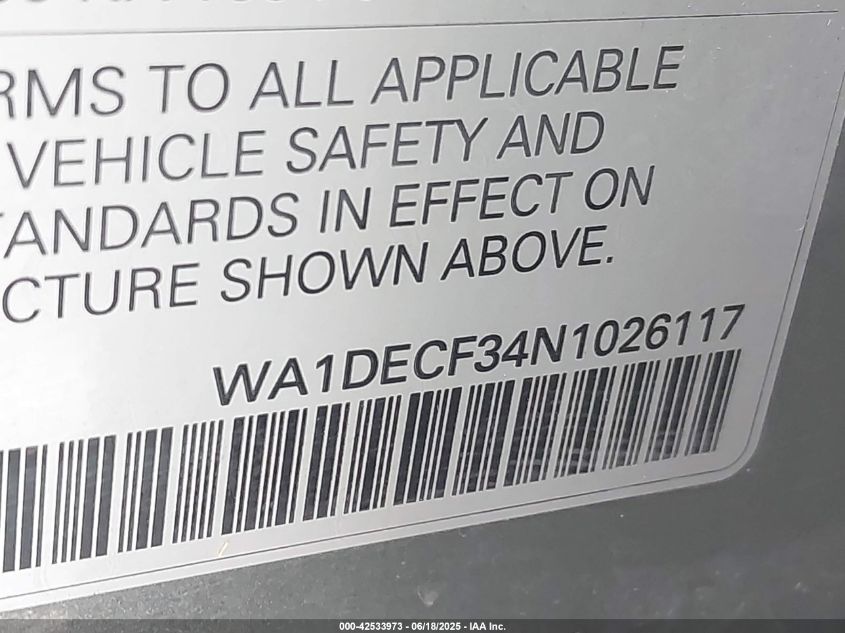 RMS TO ALL APPLICABLE
VEHICLE SAFETY AND
TANDARDS IN EFFECT ON
CTURE SHOWN ABOVE.
WA1DECF34N1026117
000-42533973 - 06/18/2025 - IAA Inc.